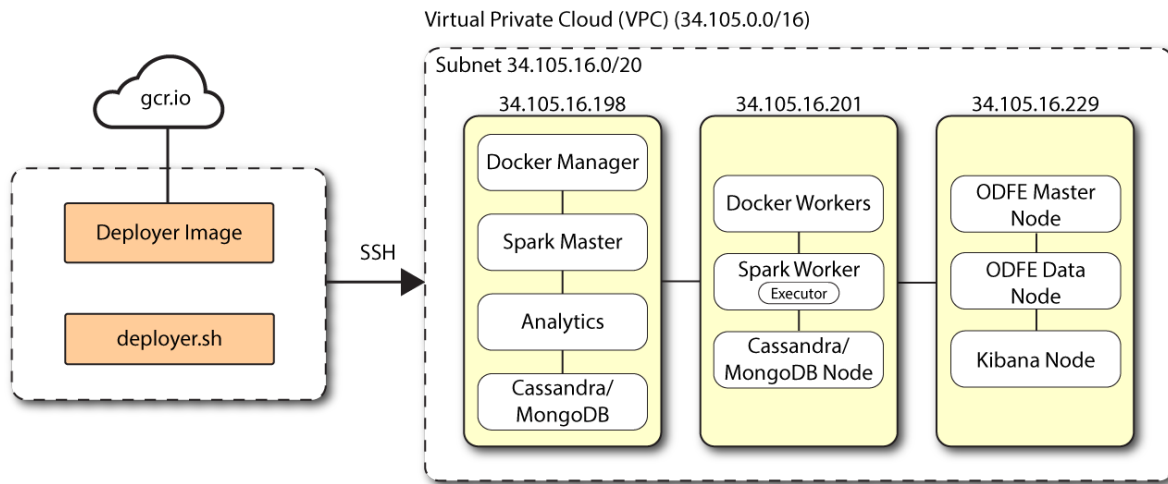 Virtual Private Cloud (VPC) (34.105.0.0/16)
Subnet 34.105.16.0/20
gcr.io
Deployer Image
deployer.sh
SSH
34.105.16.198
Docker Manager
Spark Master
Analytics
Cassandra/
MongoDB
34.105.16.201
Docker Workers
Spark Worker
Executor
Cassandra/
MongoDB Node
34.105.16.229
ODFE Master
Node
ODFE Data
Node
Kibana Node